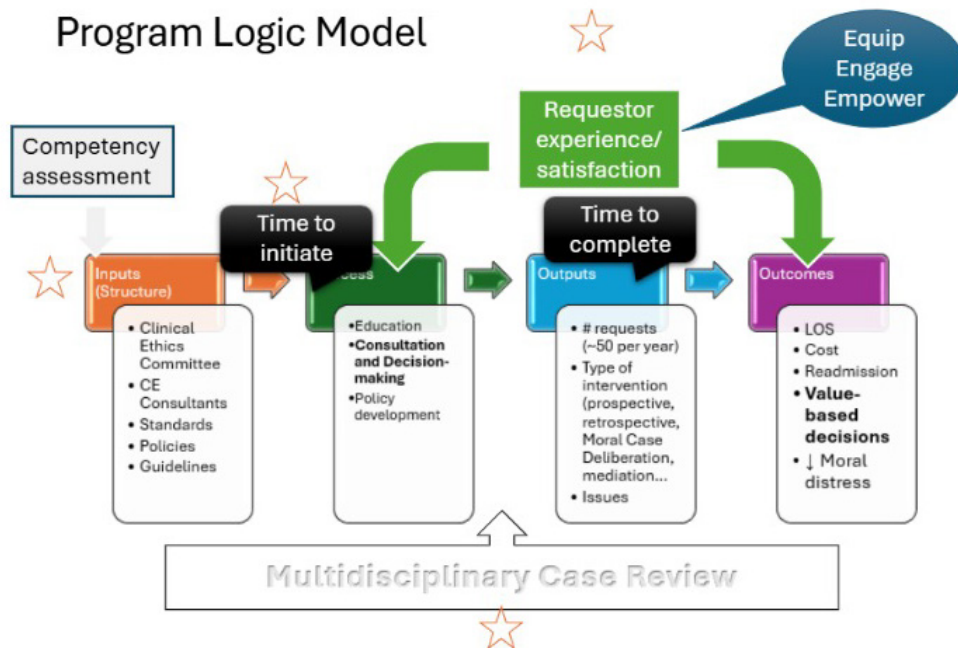 Program Logic Model
Equip
Engage
Empower
Requestor
experience/
satisfaction
Competency
assessment
Time to
initiate
Time to
complete
Inputs
(Structure)
cess
Outputs
Outcomes
• Clinical
Ethics
Committee
• CE
Consultants
• Standards
• Policies
• Guidelines
•Education
•Consultation and Decision-
making
•Policy
development
• # requests
(~50 per year)
• Type of
intervention
(prospective,
retrospective,
Moral Case
Deliberation,
mediation...
• Issues
• LOS
• Cost
• Readmission
• Value-
based
decisions
• ↓ Moral
distress
Multidisciplinary Case Review